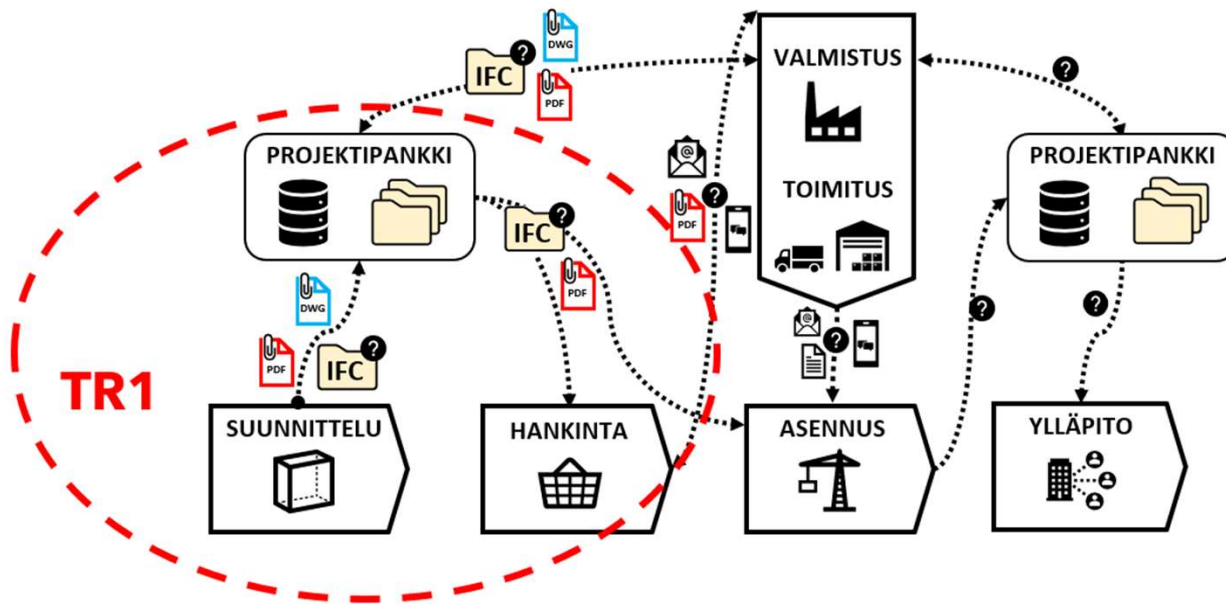 DWG
?
IFC
PDF
VALMISTUS
?
PROJEKTIPANKKI
@
?
PDF
TOIMITUS
PROJEKTIPANKKI
?
IFC
PDF
DWG
?
PDF
IFC
?
?
?
TR1
SUUNNITTELU
HANKINTA
ASENNUS
YLLÄPITO